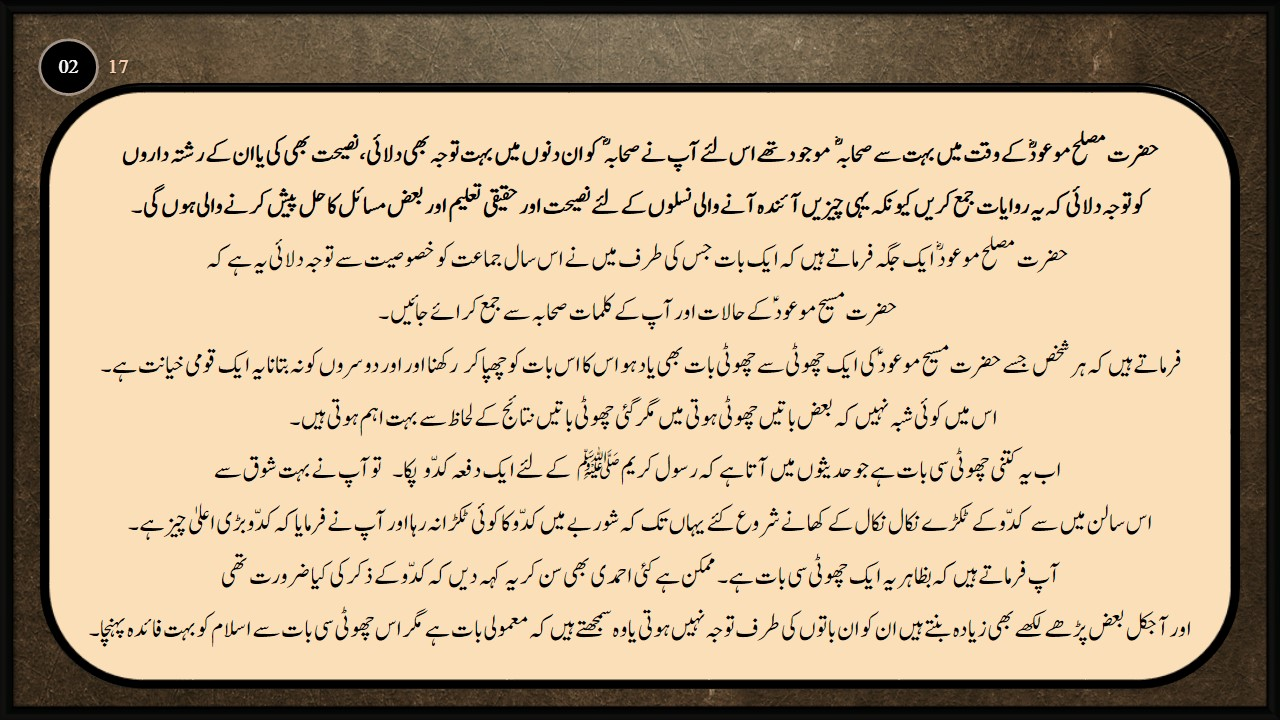 02 17
حضرت مصلح موعودؓ کے وقت میں بہت سے صحابہؓ موجود تھے اس لئے آپ نے صحابہؓ کو ان دنوں میں بہت توجہ بھی دلائی، نصیحت بھی کی یا ان کے رشتہ داروں
کو توجہ دلائی کہ یہ روایات جمع کریں کیونکہ یہی چیزیں آئندہ آنے والی نسلوں کے لئے نصیحت اور حقیقی تعلیم اور بعض مسائل کا حل پیش کرنے والی ہوں گی۔
حضرت مصلح موعودؓ ایک جگہ فرماتے ہیں کہ ایک بات جس کی طرف میں نے اس سال جماعت کو خصوصیت سے توجہ دلائی یہ ہے کہ
حضرت مسیح موعودؑ کے حالات اور آپ کے کلمات صحابہ سے جمع کرائے جائیں۔
فرماتے ہیں کہ ہر شخص جسے حضرت مسیح موعودؑ کی ایک چھوٹی سے چھوٹی بات بھی یاد ہو اس کا اس بات کو چھپا کر رکھنا اور اور دوسروں کو نہ بتانا یہ ایک قومی خیانت ہے۔
اس میں کوئی شبہ نہیں کہ بعض باتیں چھوٹی ہوتی میں مگر گئی چھوٹی باتیں نتائج کے لحاظ سے بہت اہم ہوتی ہیں۔
اب یہ کتنی چھوٹی سی بات ہے جو حدیثوں میں آتا ہے کہ رسول کریم ﷺ کے لئے ایک دفعہ کدّو پکا۔ تو آپ نے بہت شوق سے
اس سالن میں سے کدّو کے ٹکڑے نکال نکال کے کھانے شروع کئے یہاں تک کہ شوربے میں کدّو کا کوئی ٹکڑا نہ رہا اور آپ نے فرمایا کہ کدّو بڑی اعلیٰ چیز ہے۔
آپ فرماتے ہیں کہ بظاہر یہ ایک چھوٹی سی بات ہے۔ ممکن ہے کئی احمدی بھی سن کر یہ کہہ دیں کہ کدّو کے ذکر کی کیا ضرورت تھی
اور آجکل بعض پڑھے لکھے بھی زیادہ بنتے ہیں ان کو ان باتوں کی طرف توجہ نہیں ہوتی یا وہ سمجھتے ہیں کہ معمولی بات ہے مگر اس چھوٹی سی بات سے اسلام کو بہت فائدہ پہنچا۔